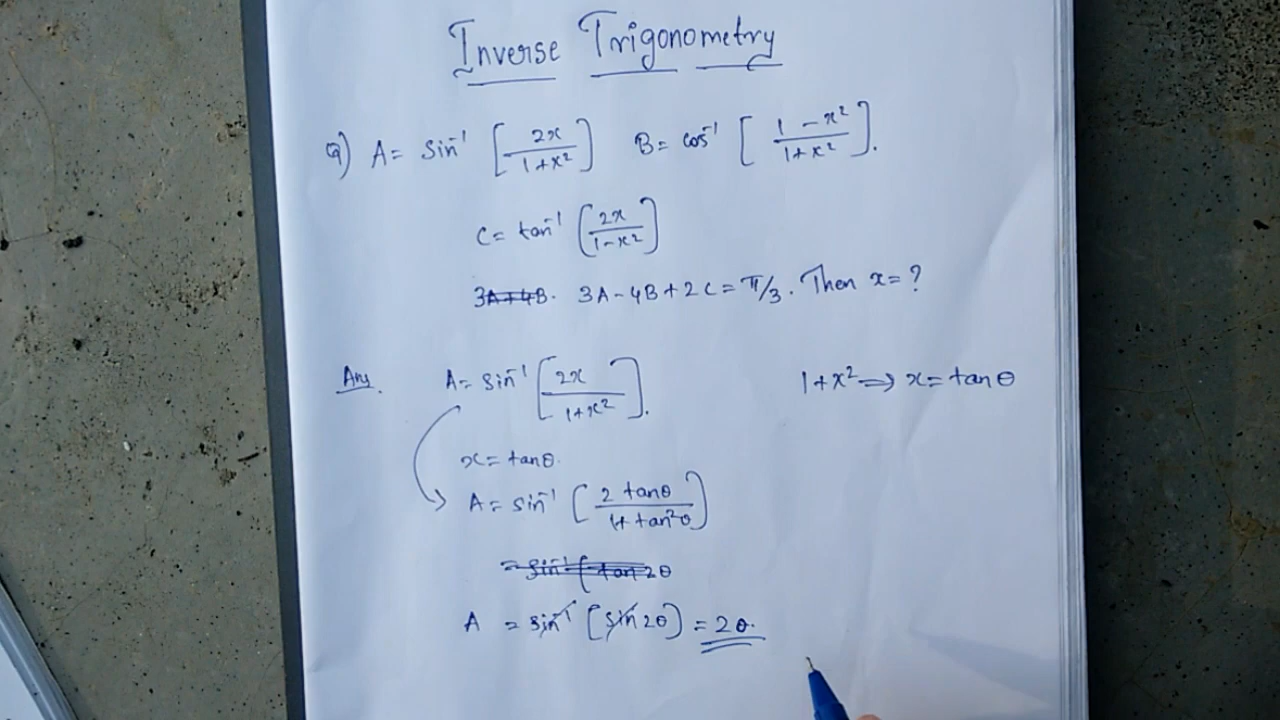 Inverse Trigonometry
Q) A = sin⁻¹ [2x/1+x²] B = cos⁻¹ [1-x²/1+x²].
C = tan⁻¹ [2x/1-x²]
3A+4B. 3A-4B+2C = π/3. Then x = ?
Ans. A = sin⁻¹ [2x/1+x²]. 1+x² ⇒ x = tanθ
x = tanθ.
A = sin⁻¹ [2 tanθ/1+tan²θ]
= sin⁻¹ [tan 2θ
A = sin⁻¹ [sin 2θ] = 2θ.